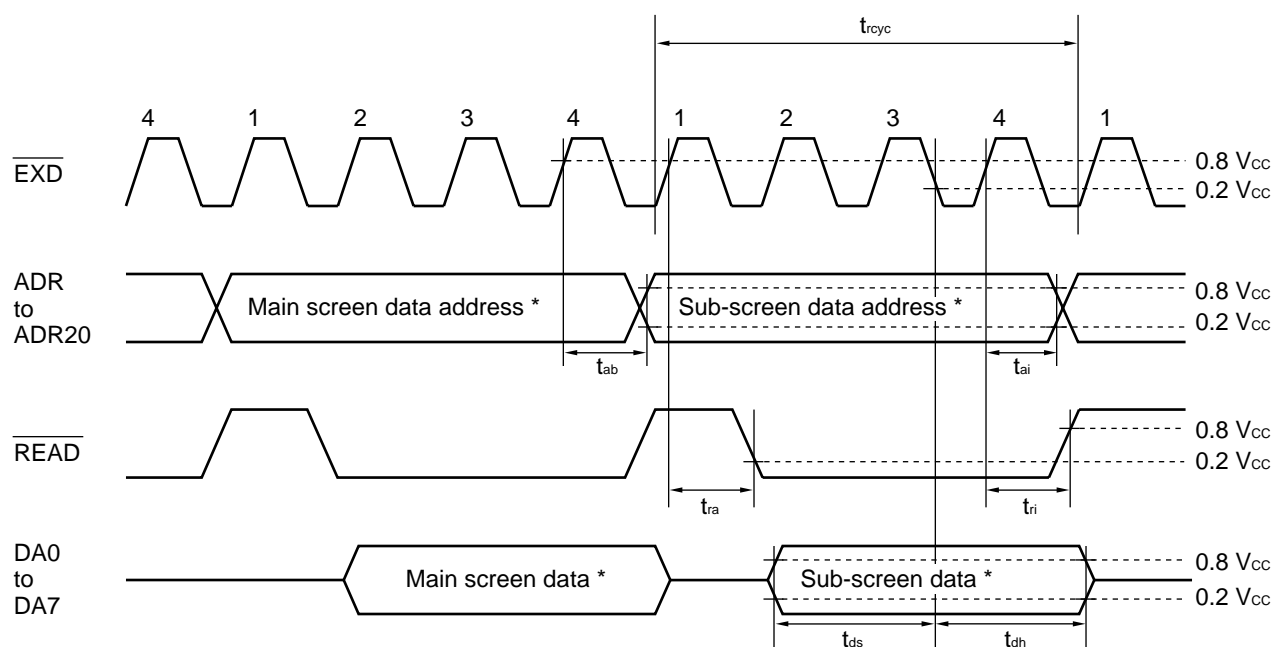 trcyc
4 1 2 3 4 1 2 3 4 1
EXD
0.8 VCC
0.2 VCC
ADR
to
ADR20
Main screen data address *
Sub-screen data address *
0.8 VCC
0.2 VCC
tab
tai
READ
0.8 VCC
0.2 VCC
tra
tri
DA0
to
DA7
Main screen data *
Sub-screen data *
0.8 VCC
0.2 VCC
tds
tdh